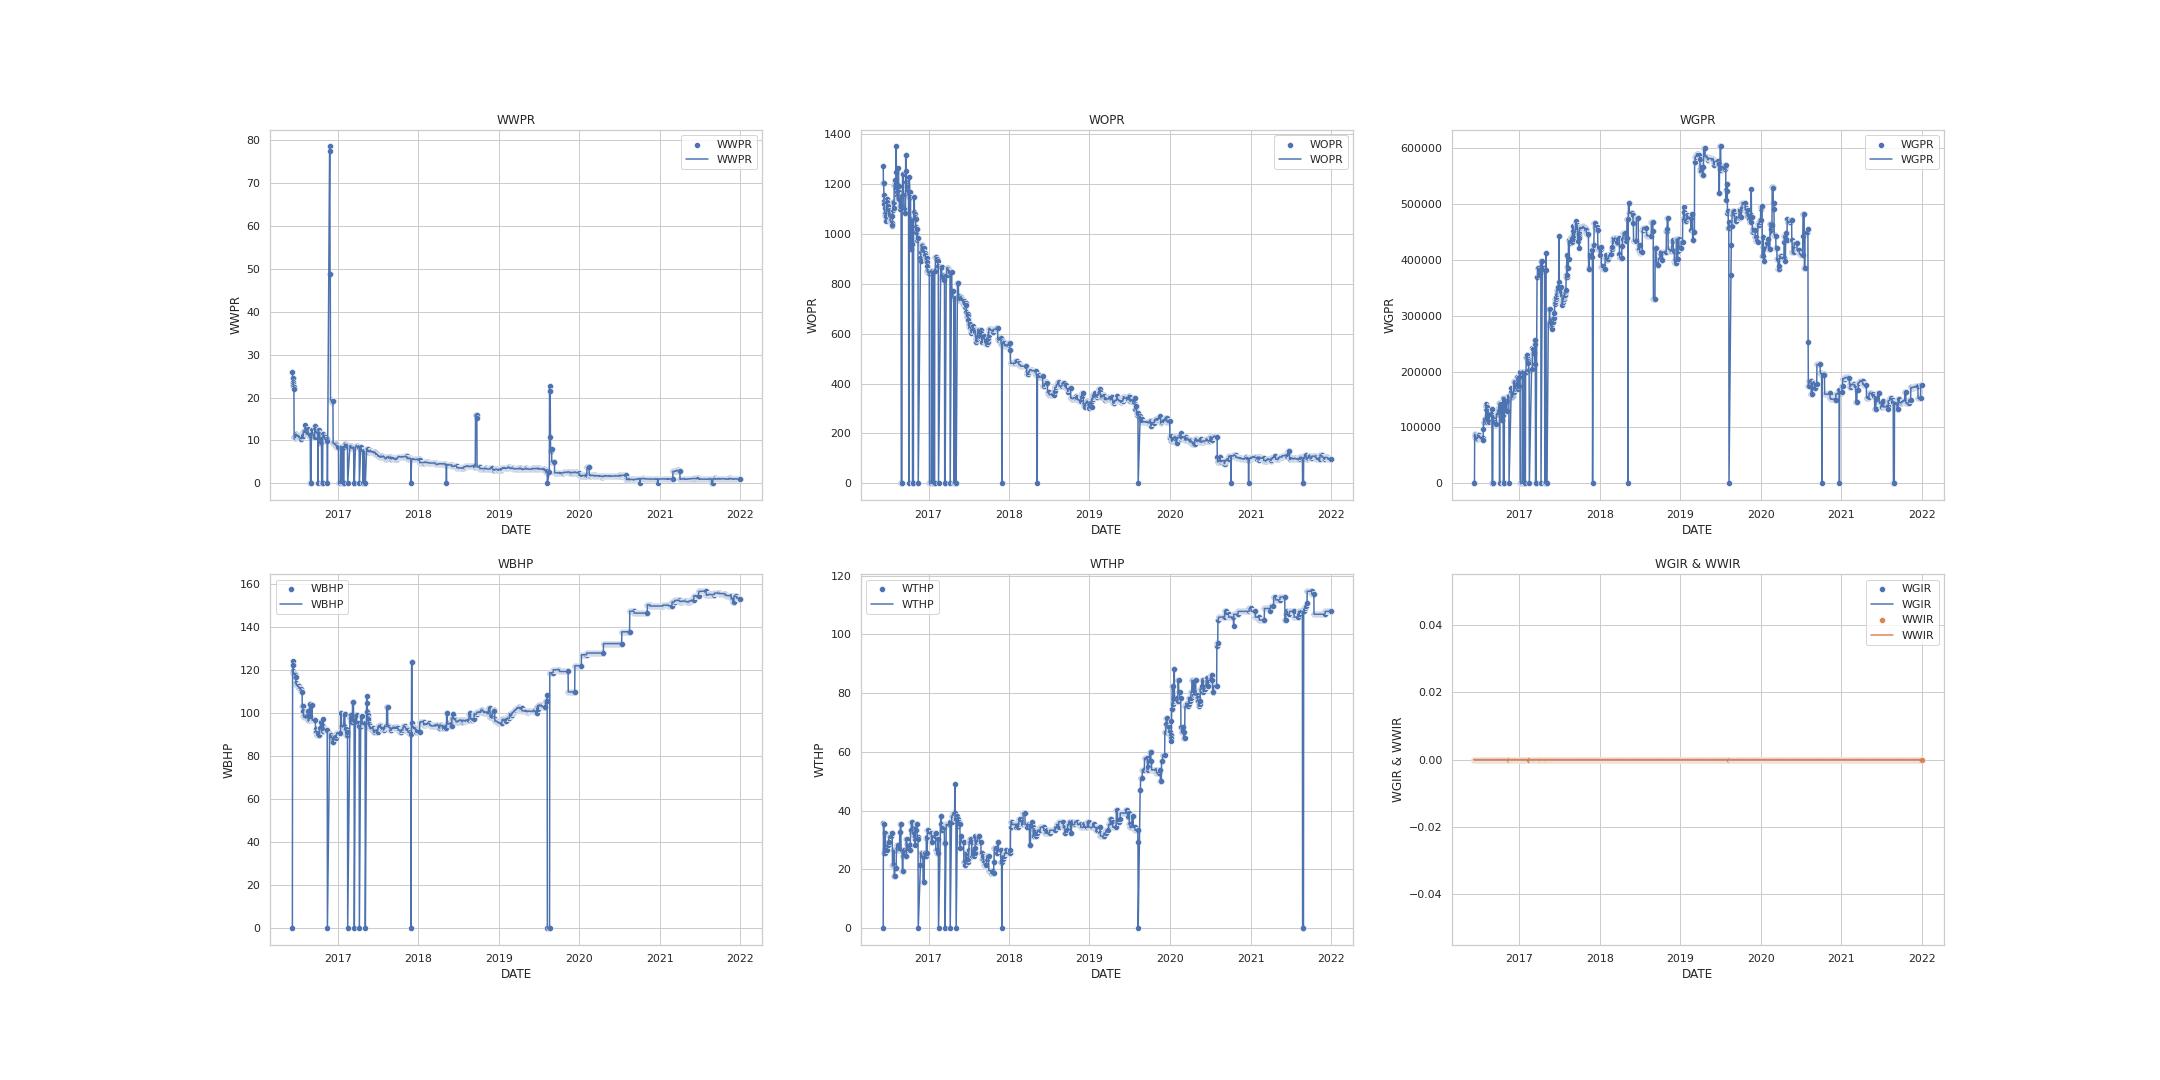 WWPR
WWPR
WWPR
80
70
60
50
40
30
20
10
0
WWPR
2017 2018 2019 2020 2021 2022
DATE
WOPR
WOPR
WOPR
1400
1200
1000
800
600
400
200
0
WOPR
2017 2018 2019 2020 2021 2022
DATE
WGPR
WGPR
WGPR
600000
500000
400000
300000
200000
100000
0
WGPR
2017 2018 2019 2020 2021 2022
DATE
WBHP
WBHP
WBHP
160
140
120
100
80
60
40
20
0
WBHP
2017 2018 2019 2020 2021 2022
DATE
WTHP
WTHP
WTHP
120
100
80
60
40
20
0
WTHP
2017 2018 2019 2020 2021 2022
DATE
WGIR & WWIR
WGIR
WGIR
WWIR
WWIR
0.04
0.02
0.00
−0.02
−0.04
WGIR & WWIR
2017 2018 2019 2020 2021 2022
DATE